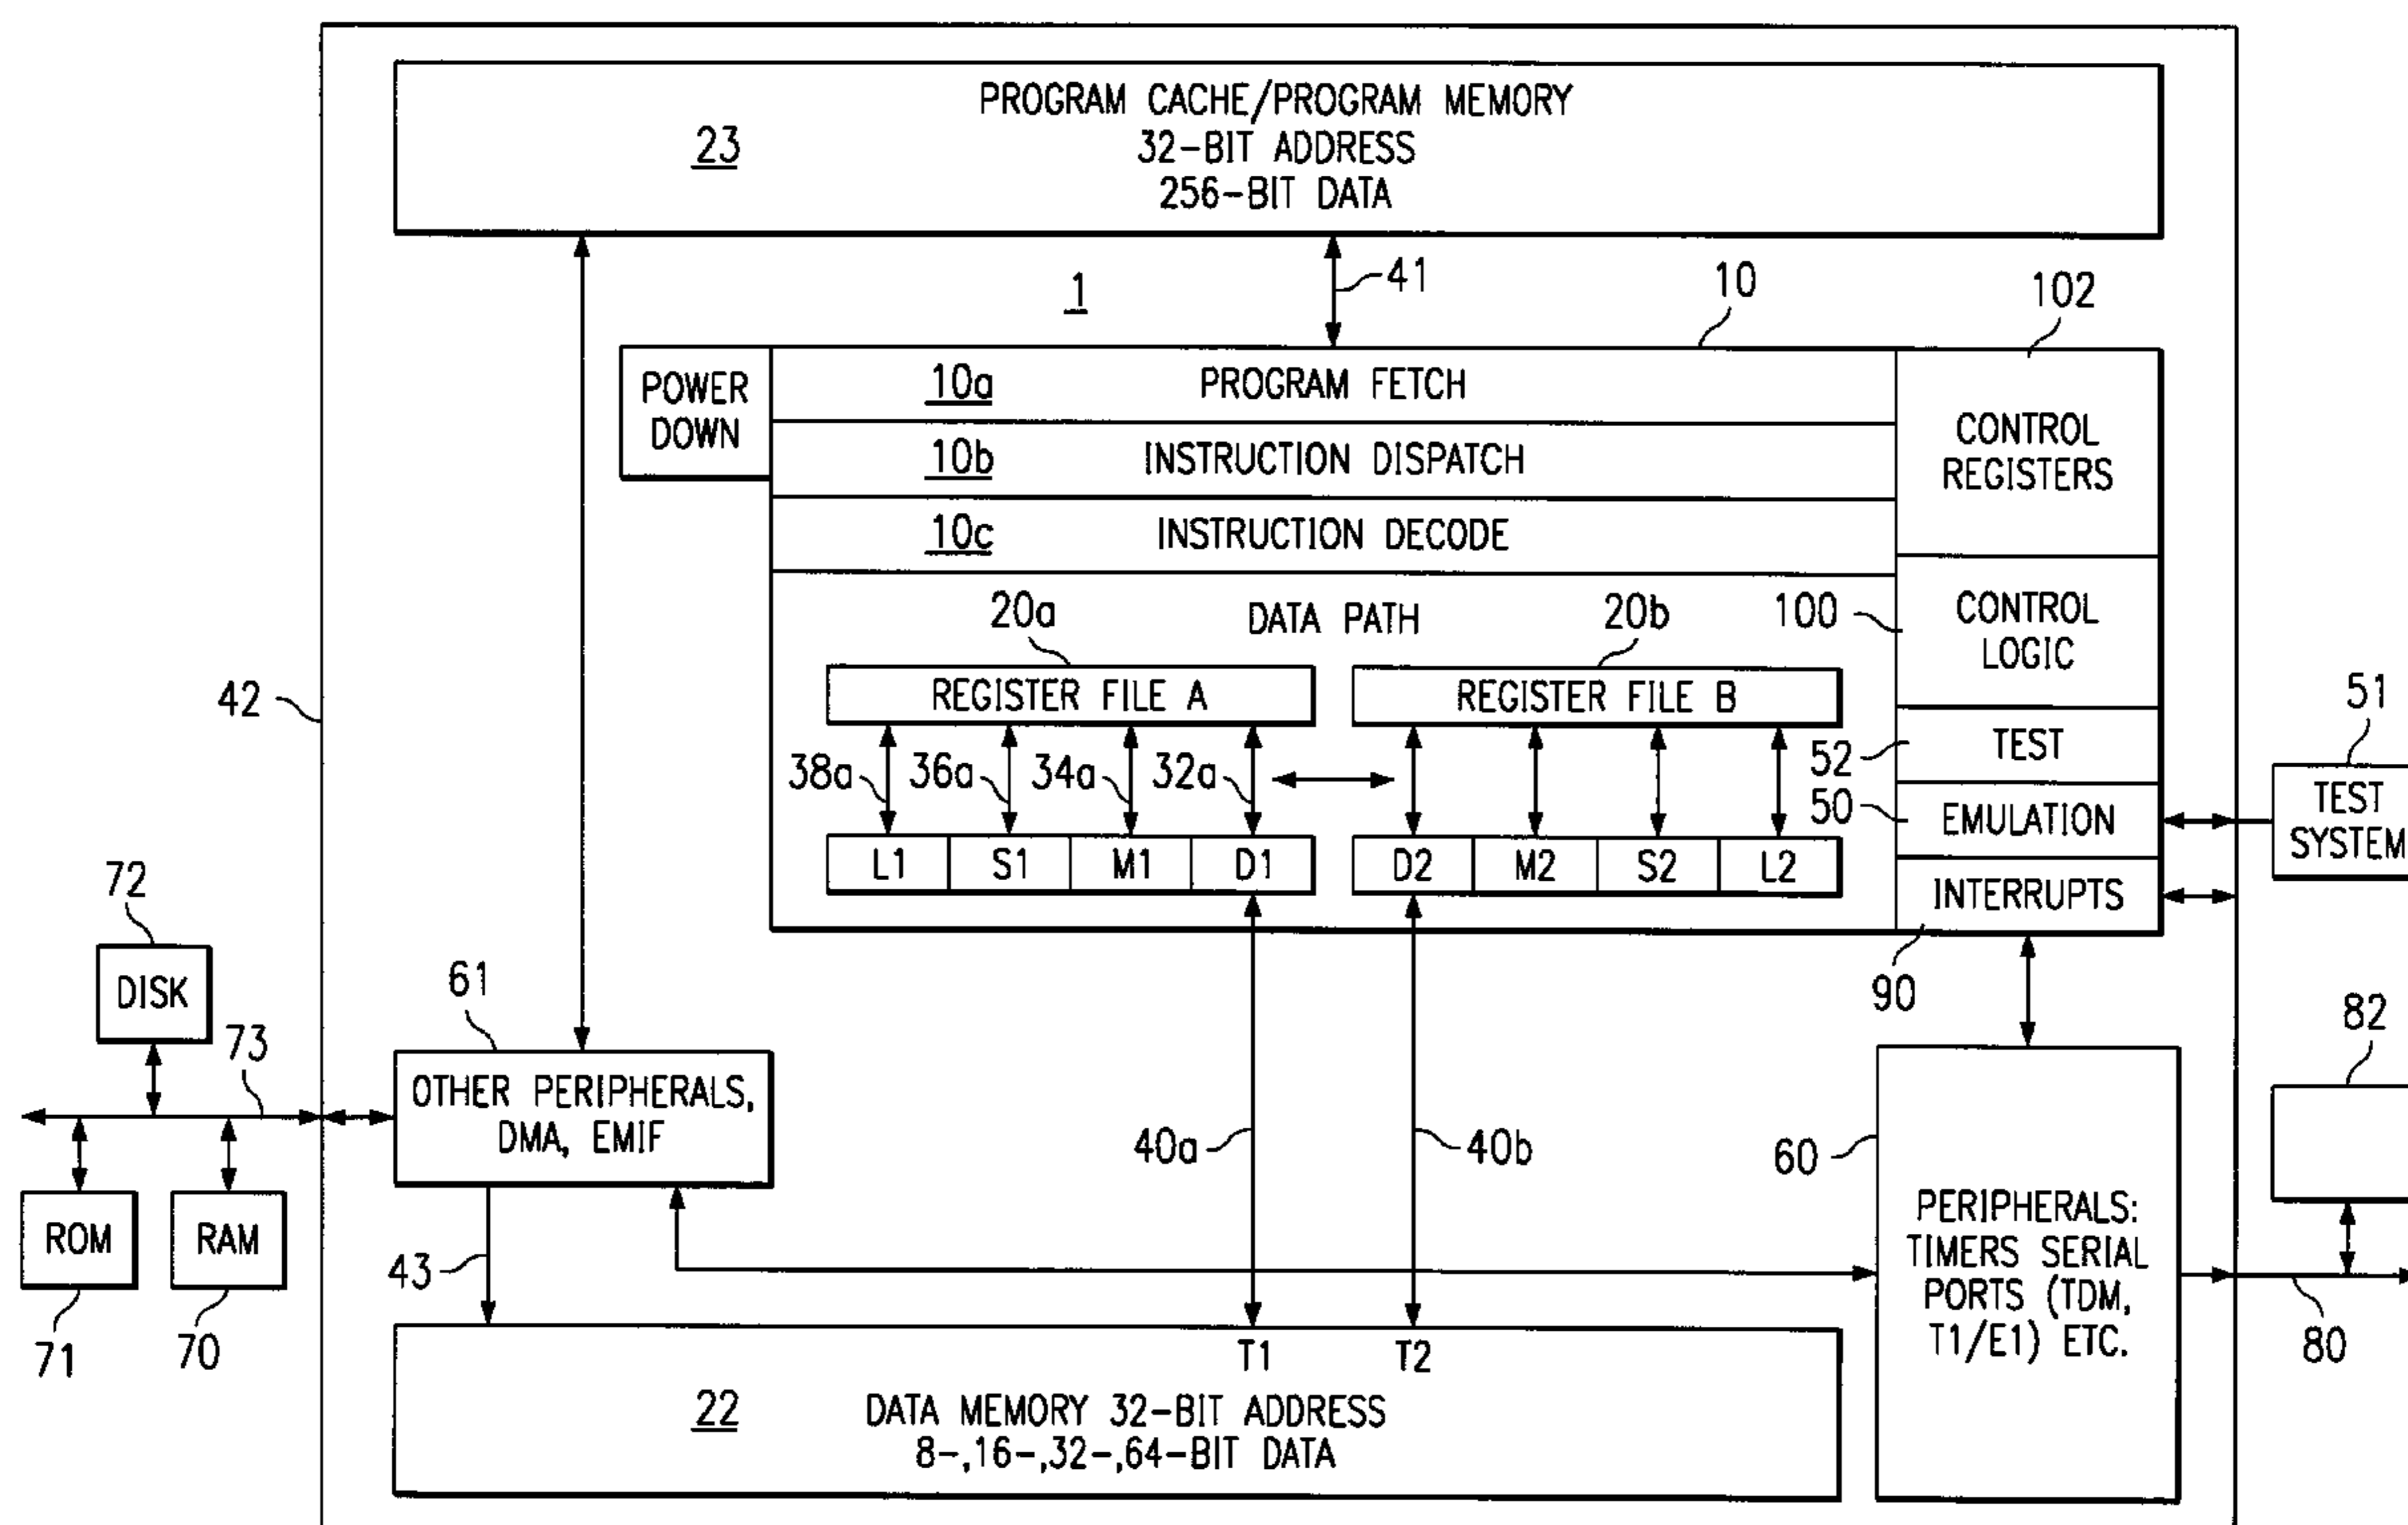 PROGRAM CACHE/PROGRAM MEMORY
32-BIT ADDRESS
256-BIT DATA
23
1
41
10
102
POWER
DOWN
10a
PROGRAM FETCH
10b
INSTRUCTION DISPATCH
10c
INSTRUCTION DECODE
CONTROL
REGISTERS
20a
DATA PATH
20b
100
CONTROL
LOGIC
42
REGISTER FILE A
REGISTER FILE B
38a
36a
34a
32a
52
TEST
51
TEST
SYSTEM
50
EMULATION
L1
S1
M1
D1
D2
M2
S2
L2
INTERRUPTS
90
72
DISK
73
61
OTHER PERIPHERALS,
DMA, EMIF
40a
40b
60
82
ROM
RAM
71
70
43
PERIPHERALS:
TIMERS SERIAL
PORTS (TDM,
T1/E1) ETC.
80
T1
T2
22
DATA MEMORY 32-BIT ADDRESS
8-,16-,32-,64-BIT DATA